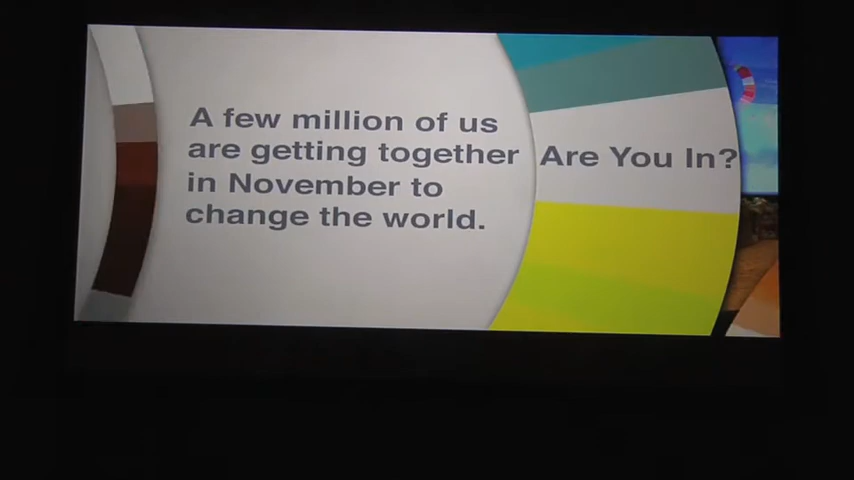 A few million of us
are getting together
in November to
change the world.
Are You In?